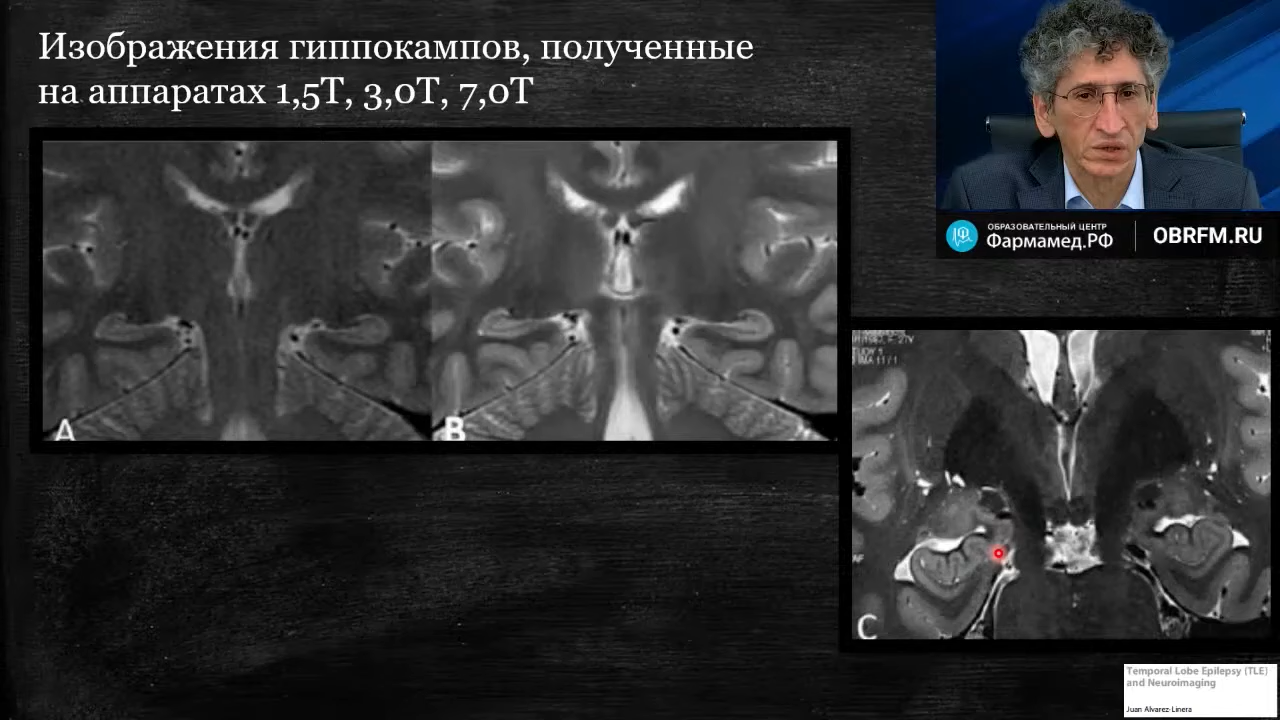 Изображения гиппокампов, полученные
на аппаратах 1,5Т, 3,0Т, 7,0Т
ОБРАЗОВАТЕЛЬНЫЙ ЦЕНТР
Фармамед.РФ
OBRFM.RU
A
B
C
Temporal Lobe Epilepsy (TLE)
and Neuroimaging
Juan Alvarez-Linera